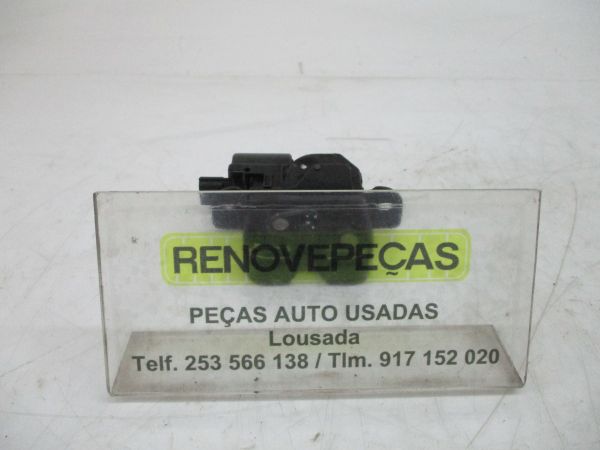 RENOVEPEÇAS
PEÇAS AUTO USADAS
Lousada
Telf. 253 566 138 / Tlm. 917 152 020